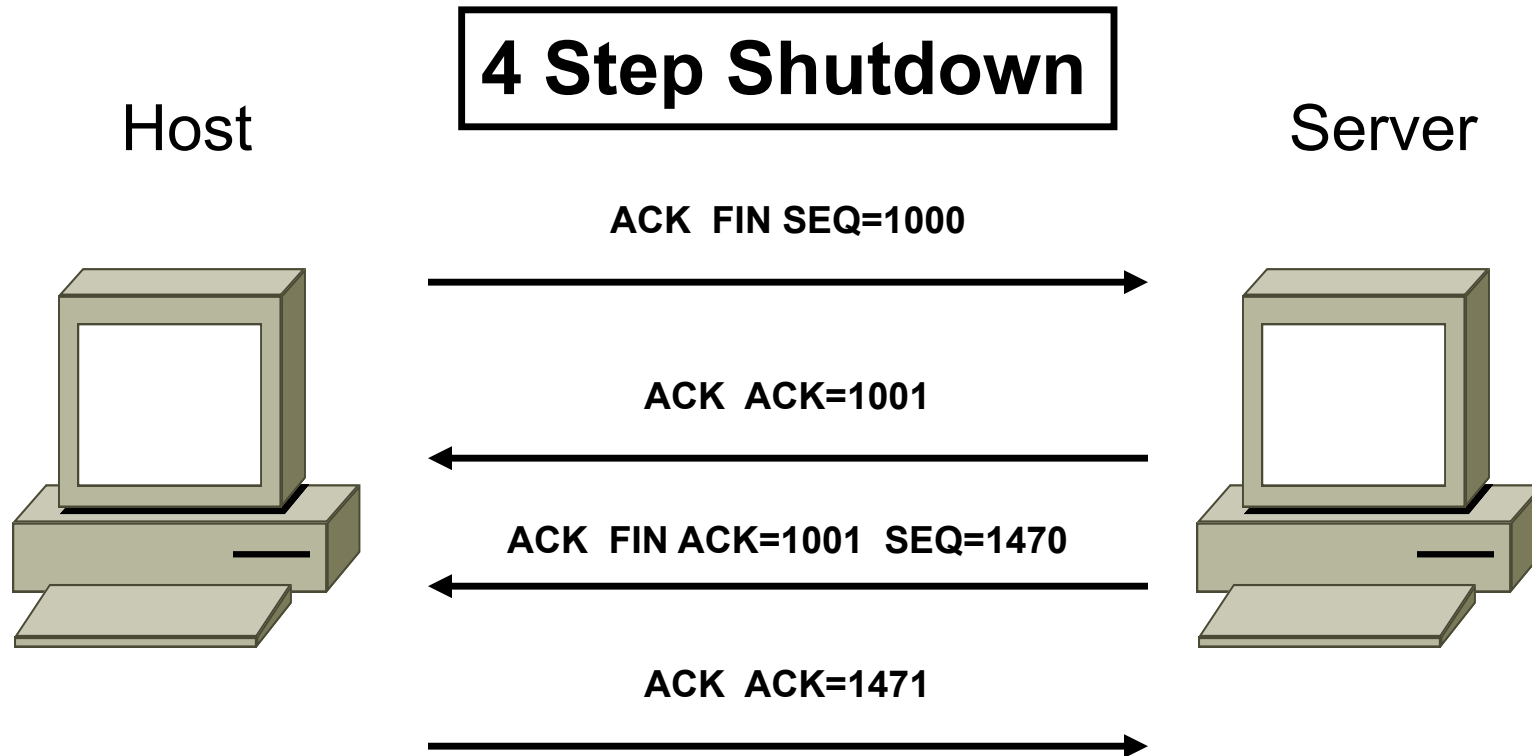 4 Step Shutdown
Host
Server
ACK  FIN SEQ=1000
ACK  ACK=1001
ACK  FIN ACK=1001  SEQ=1470
ACK  ACK=1471